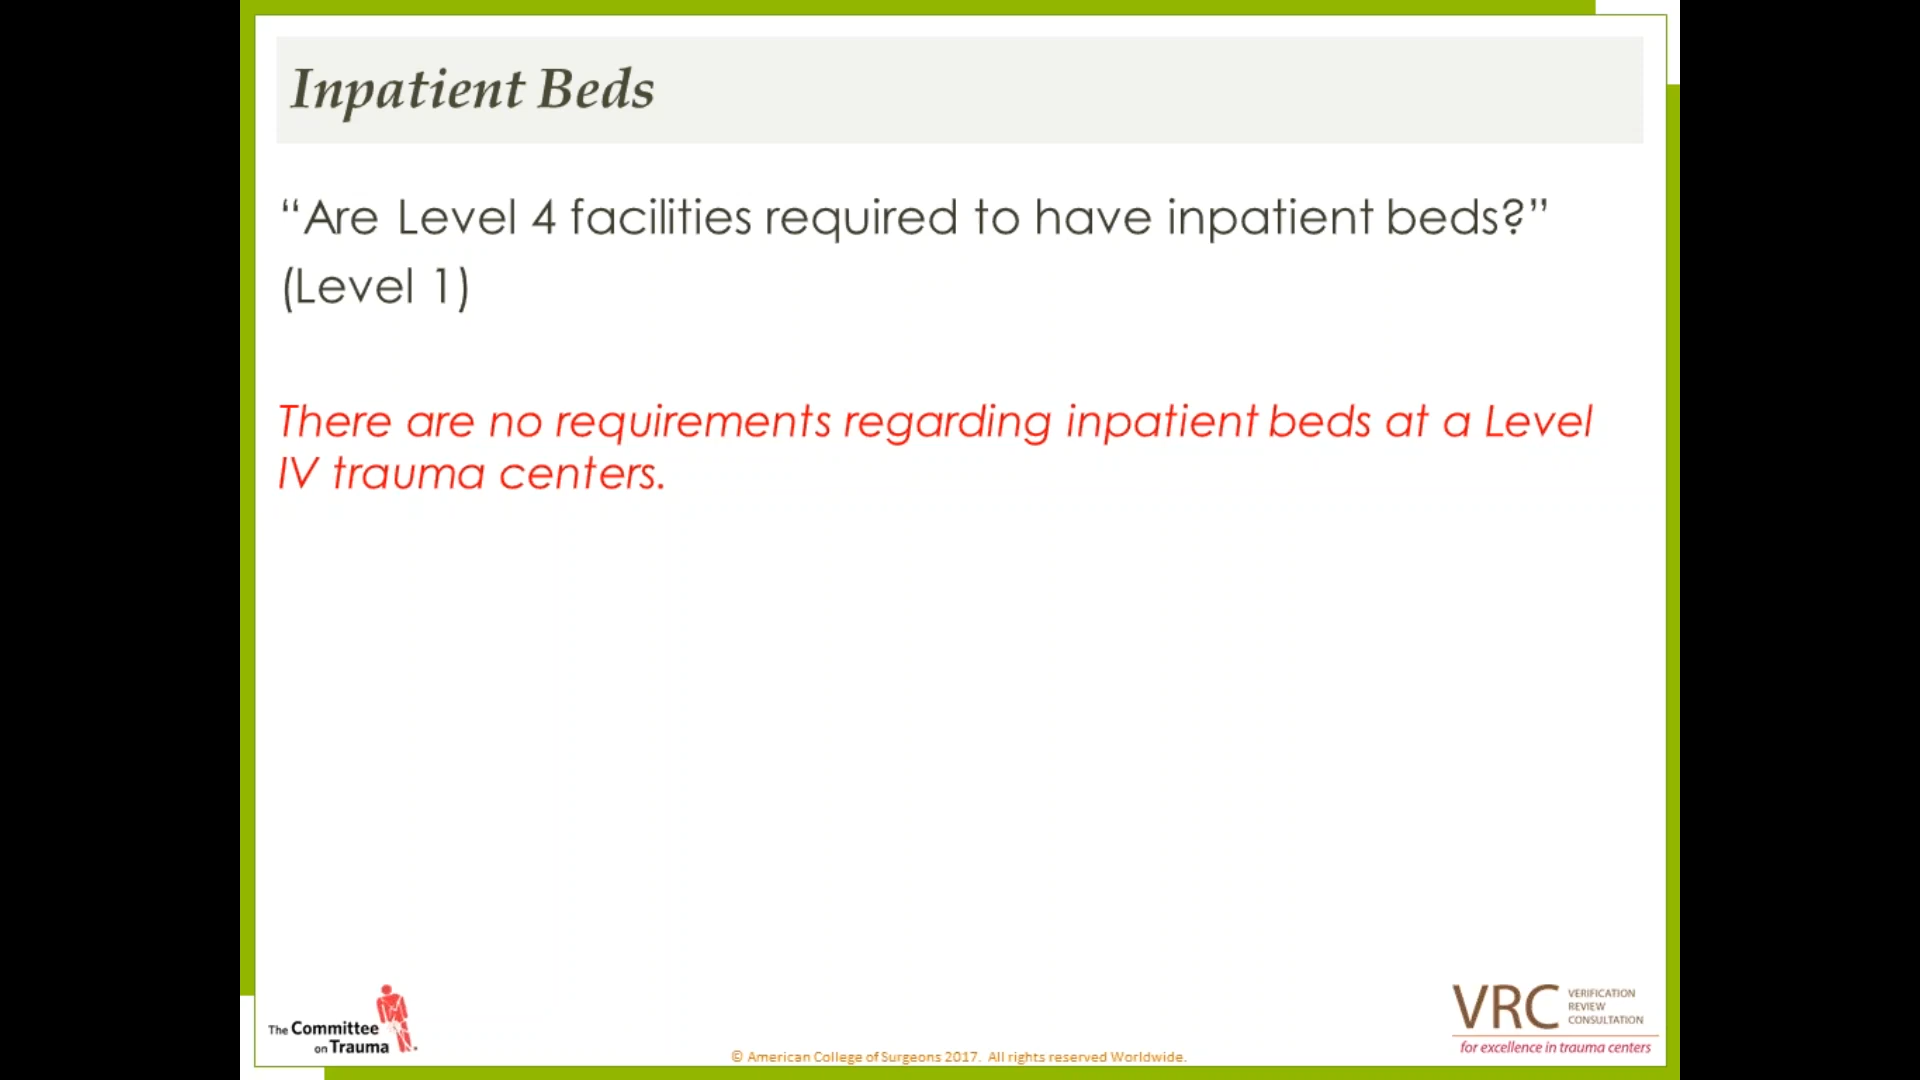 Inpatient Beds
“Are Level 4 facilities required to have inpatient beds?”
(Level 1)
There are no requirements regarding inpatient beds at a Level
IV trauma centers.
The Committee
on Trauma
VRC
VERIFICATION
REVIEW
CONSULTATION
for excellence in trauma centers
© American College of Surgeons 2017. All rights reserved Worldwide.